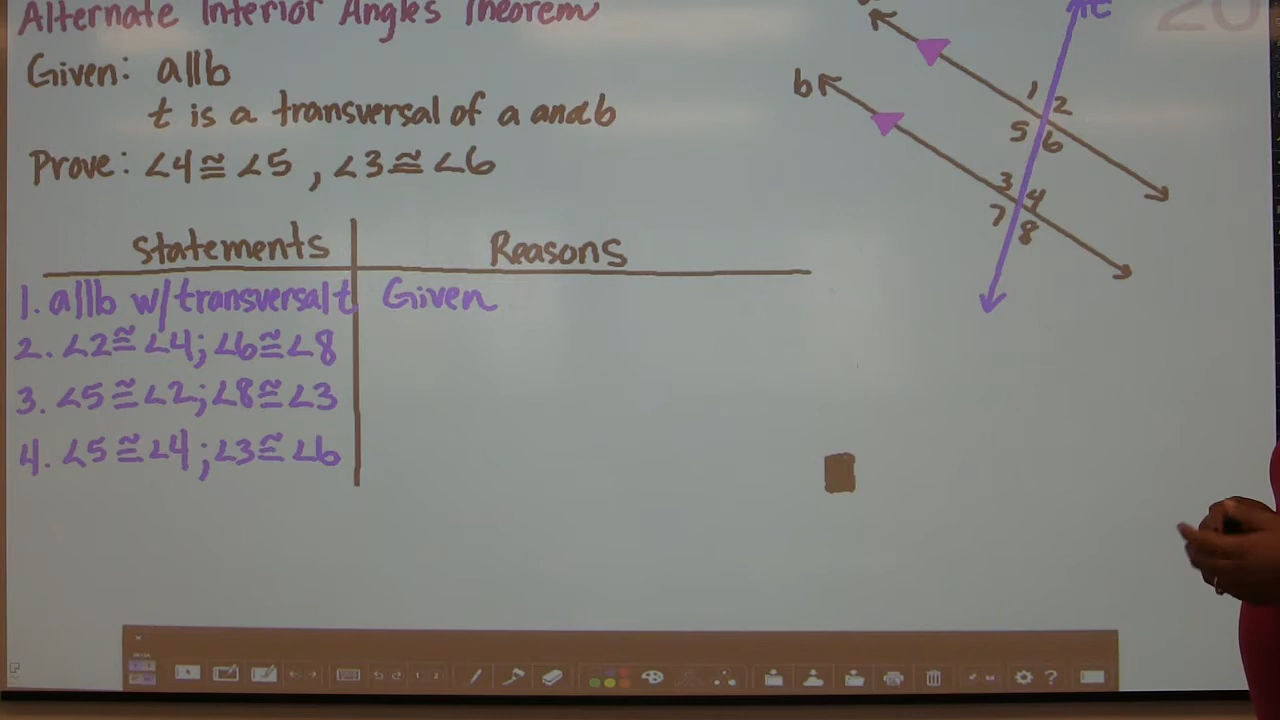 Alternate Interior Angles Theorem
Given: a||b
t is a transversal of a and b
Prove: ∠4≅∠5, ∠3≅∠6
Statements Reasons
1. a||b w/transversal t Given
2. ∠2≅∠4; ∠6≅∠8
3. ∠5≅∠2; ∠8≅∠3
4. ∠5≅∠4; ∠3≅∠6
t
20
b
1 2
5 6
3 4
7 8